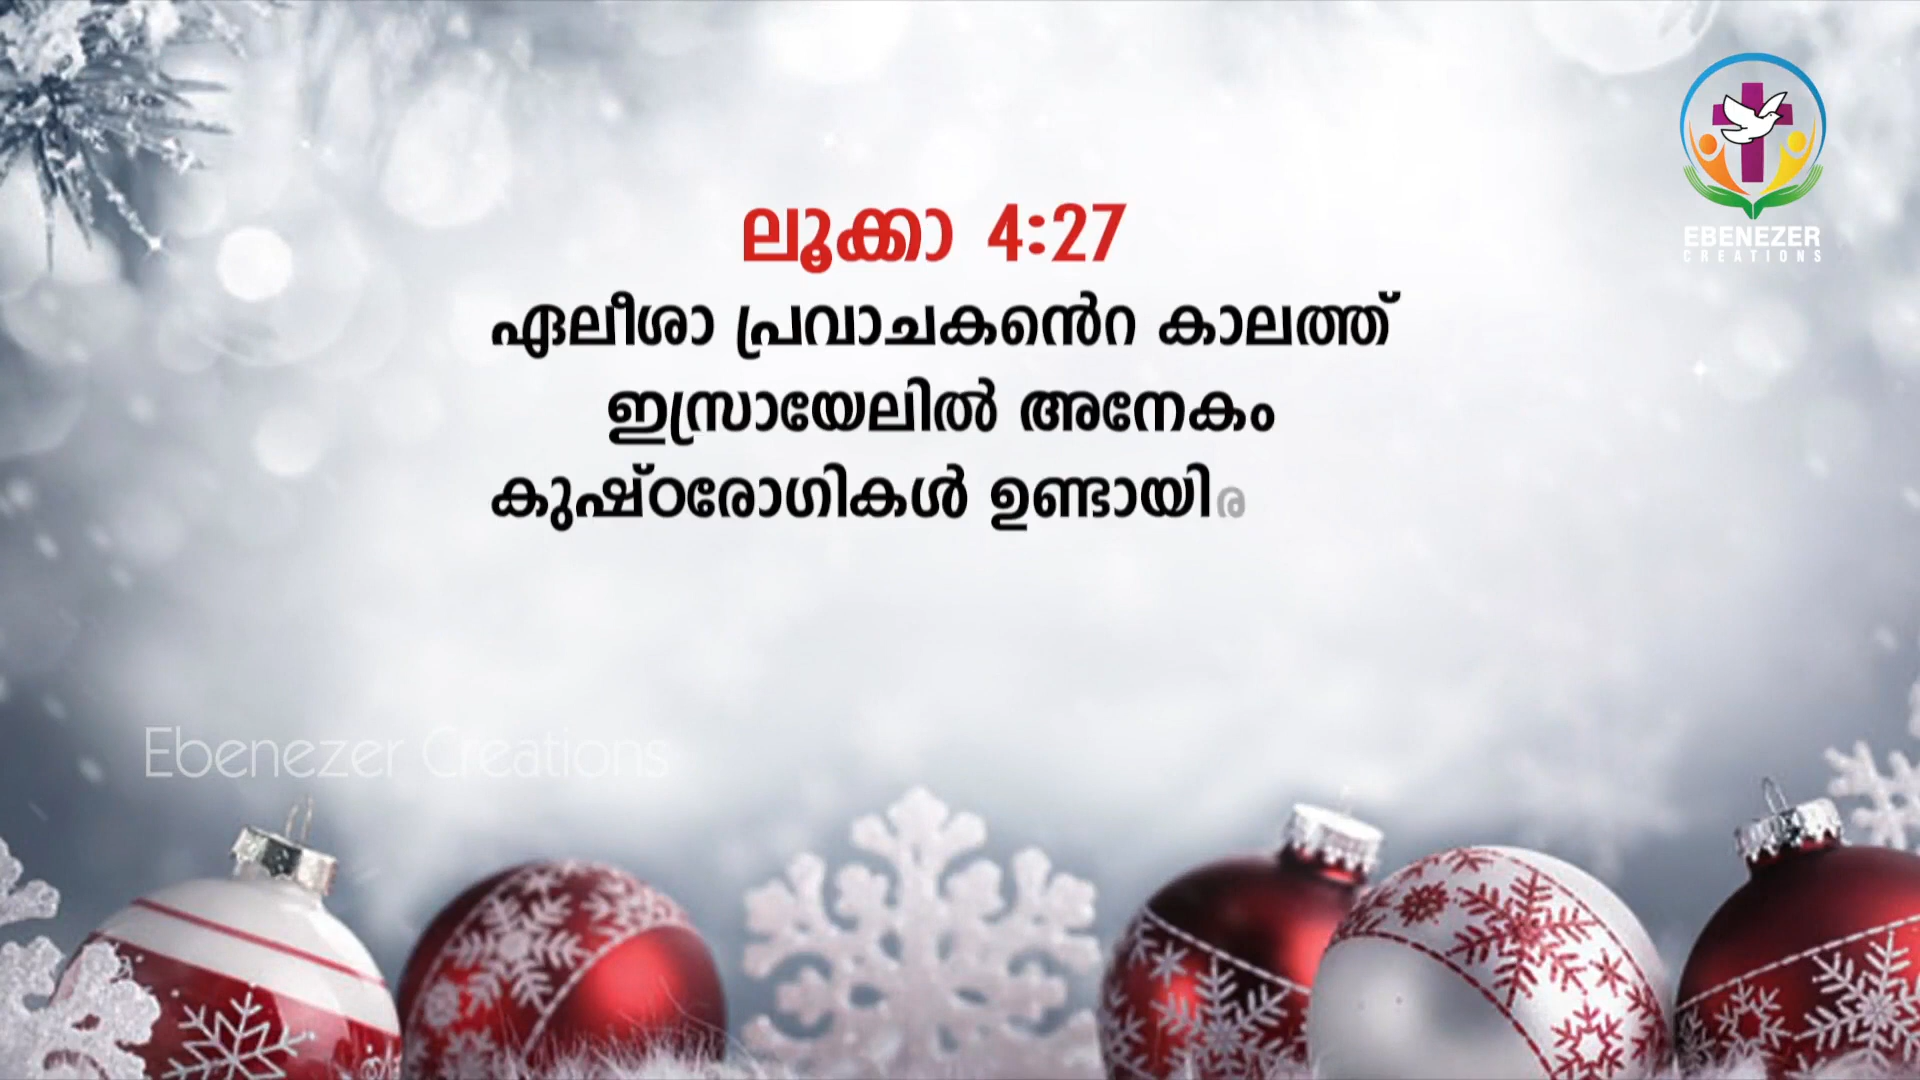 ലൂക്കാ 4:27
ഏലീശാ പ്രവാചകൻെറ കാലത്ത്
ഇസ്രായേലിൽ അനേകം
കുഷ്ഠരോഗികൾ ഉണ്ടായിര
EBENEZER
CREATIONS
Ebenezer Creations